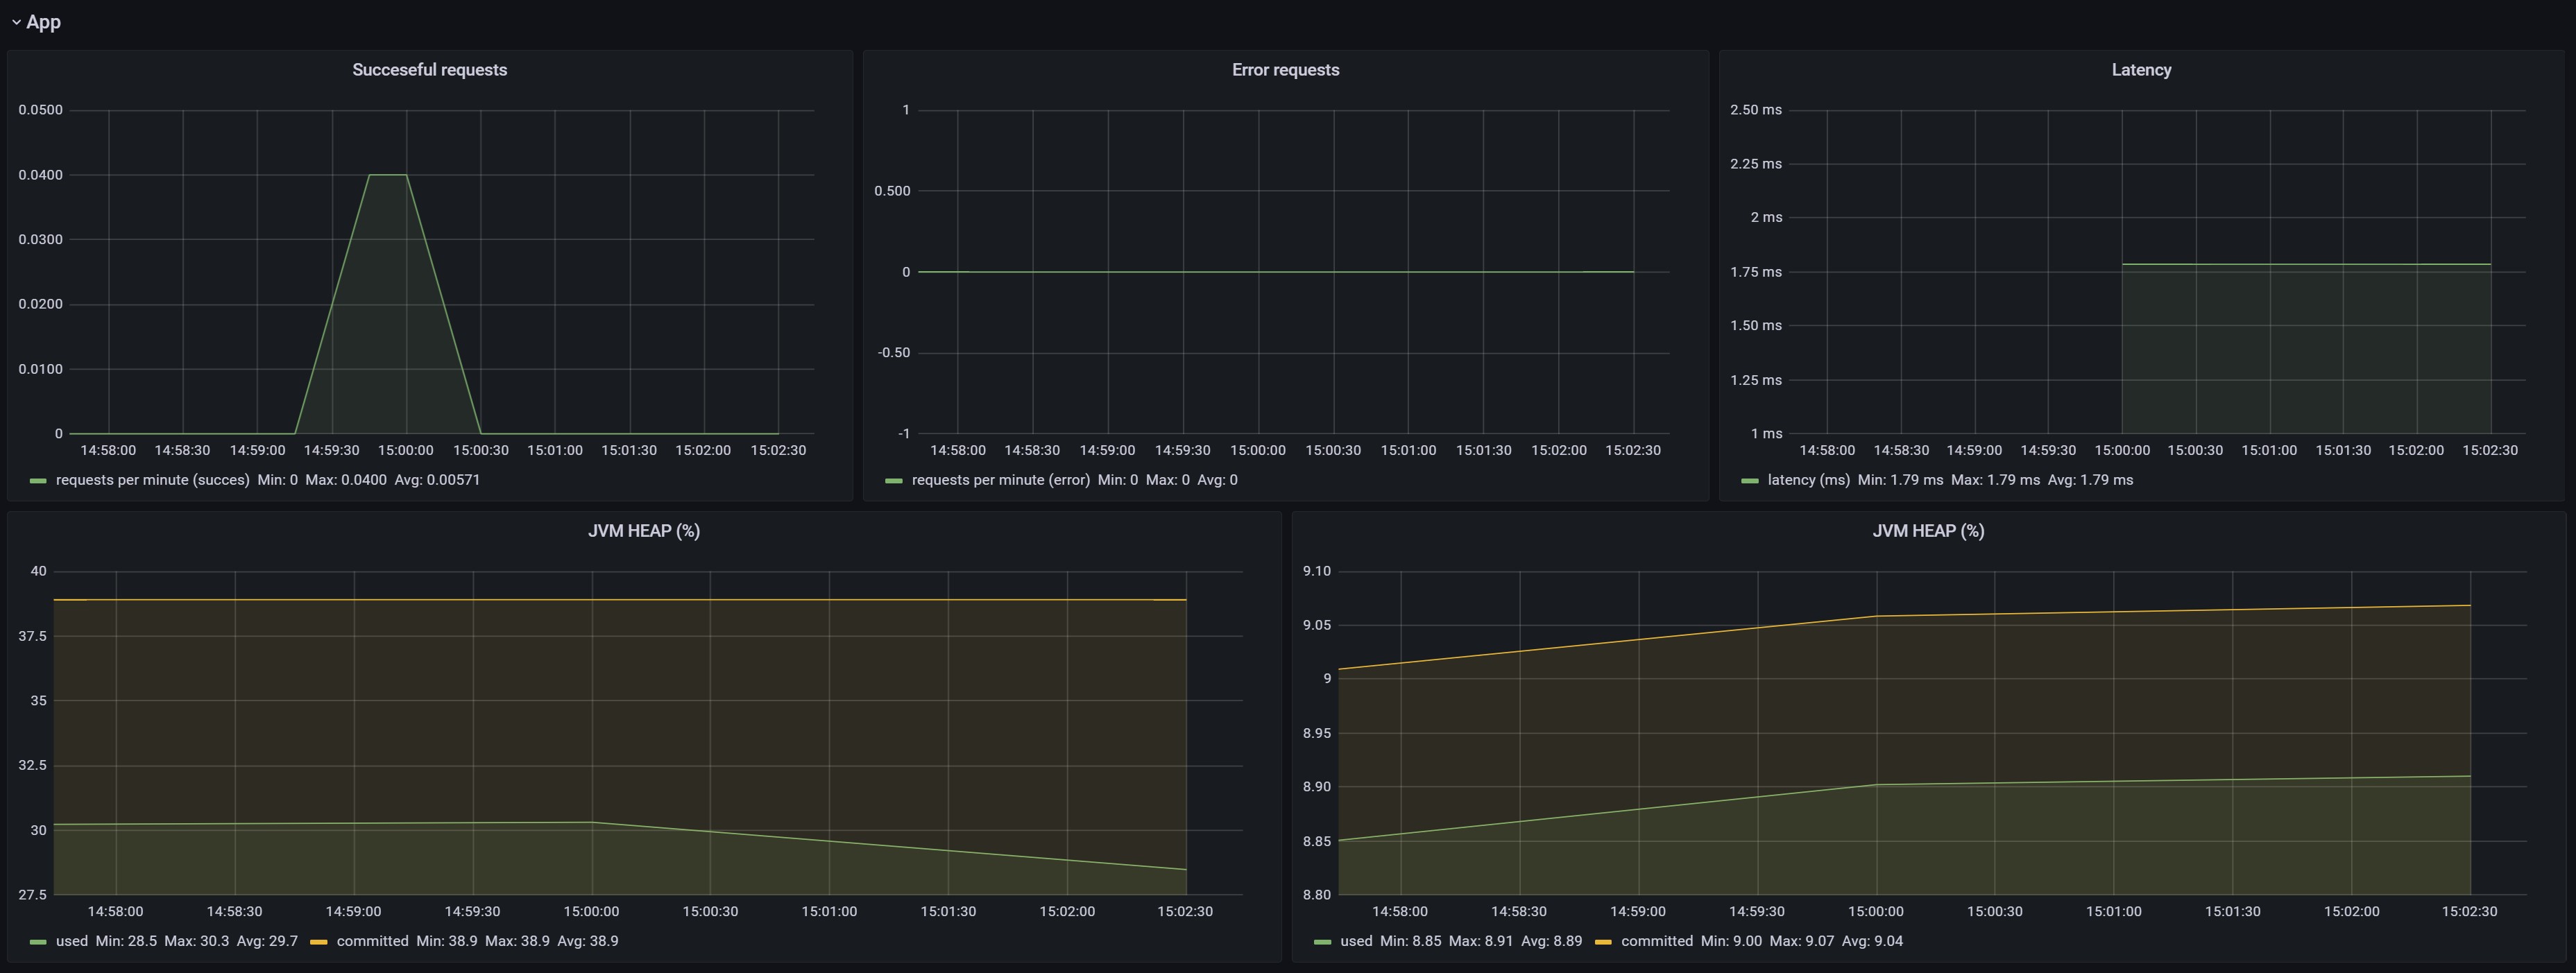 App
Succeseful requests
0.0500
0.0400
0.0300
0.0200
0.0100
0
14:58:00 14:58:30 14:59:00 14:59:30 15:00:00 15:00:30 15:01:00 15:01:30 15:02:00 15:02:30
requests per minute (succes) Min: 0 Max: 0.0400 Avg: 0.00571
Error requests
1
0.500
0
-0.50
-1
14:58:00 14:58:30 14:59:00 14:59:30 15:00:00 15:00:30 15:01:00 15:01:30 15:02:00 15:02:30
requests per minute (error) Min: 0 Max: 0 Avg: 0
Latency
2.50 ms
2.25 ms
2 ms
1.75 ms
1.50 ms
1.25 ms
1 ms
14:58:00 14:58:30 14:59:00 14:59:30 15:00:00 15:00:30 15:01:00 15:01:30 15:02:00 15:02:30
latency (ms) Min: 1.79 ms Max: 1.79 ms Avg: 1.79 ms
JVM HEAP (%)
40
37.5
35
32.5
30
27.5
14:58:00 14:58:30 14:59:00 14:59:30 15:00:00 15:00:30 15:01:00 15:01:30 15:02:00 15:02:30
used Min: 28.5 Max: 30.3 Avg: 29.7 committed Min: 38.9 Max: 38.9 Avg: 38.9
JVM HEAP (%)
9.10
9.05
9
8.95
8.90
8.85
8.80
14:58:00 14:58:30 14:59:00 14:59:30 15:00:00 15:00:30 15:01:00 15:01:30 15:02:00 15:02:30
used Min: 8.85 Max: 8.91 Avg: 8.89 committed Min: 9.00 Max: 9.07 Avg: 9.04